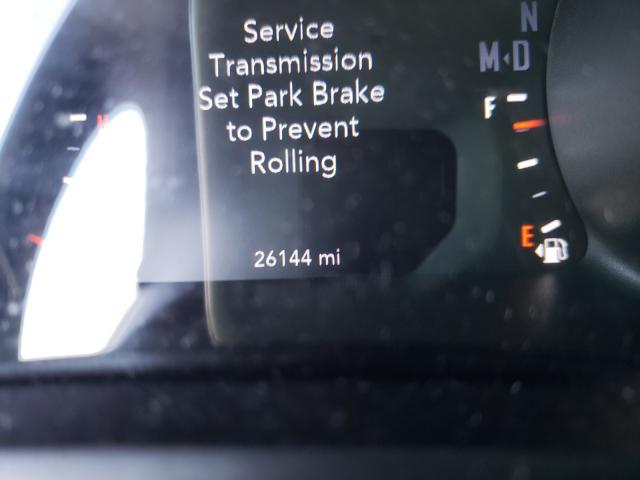 Service
Transmission
Set Park Brake
to Prevent
Rolling
26144 mi
N
M◂D
F
E
H